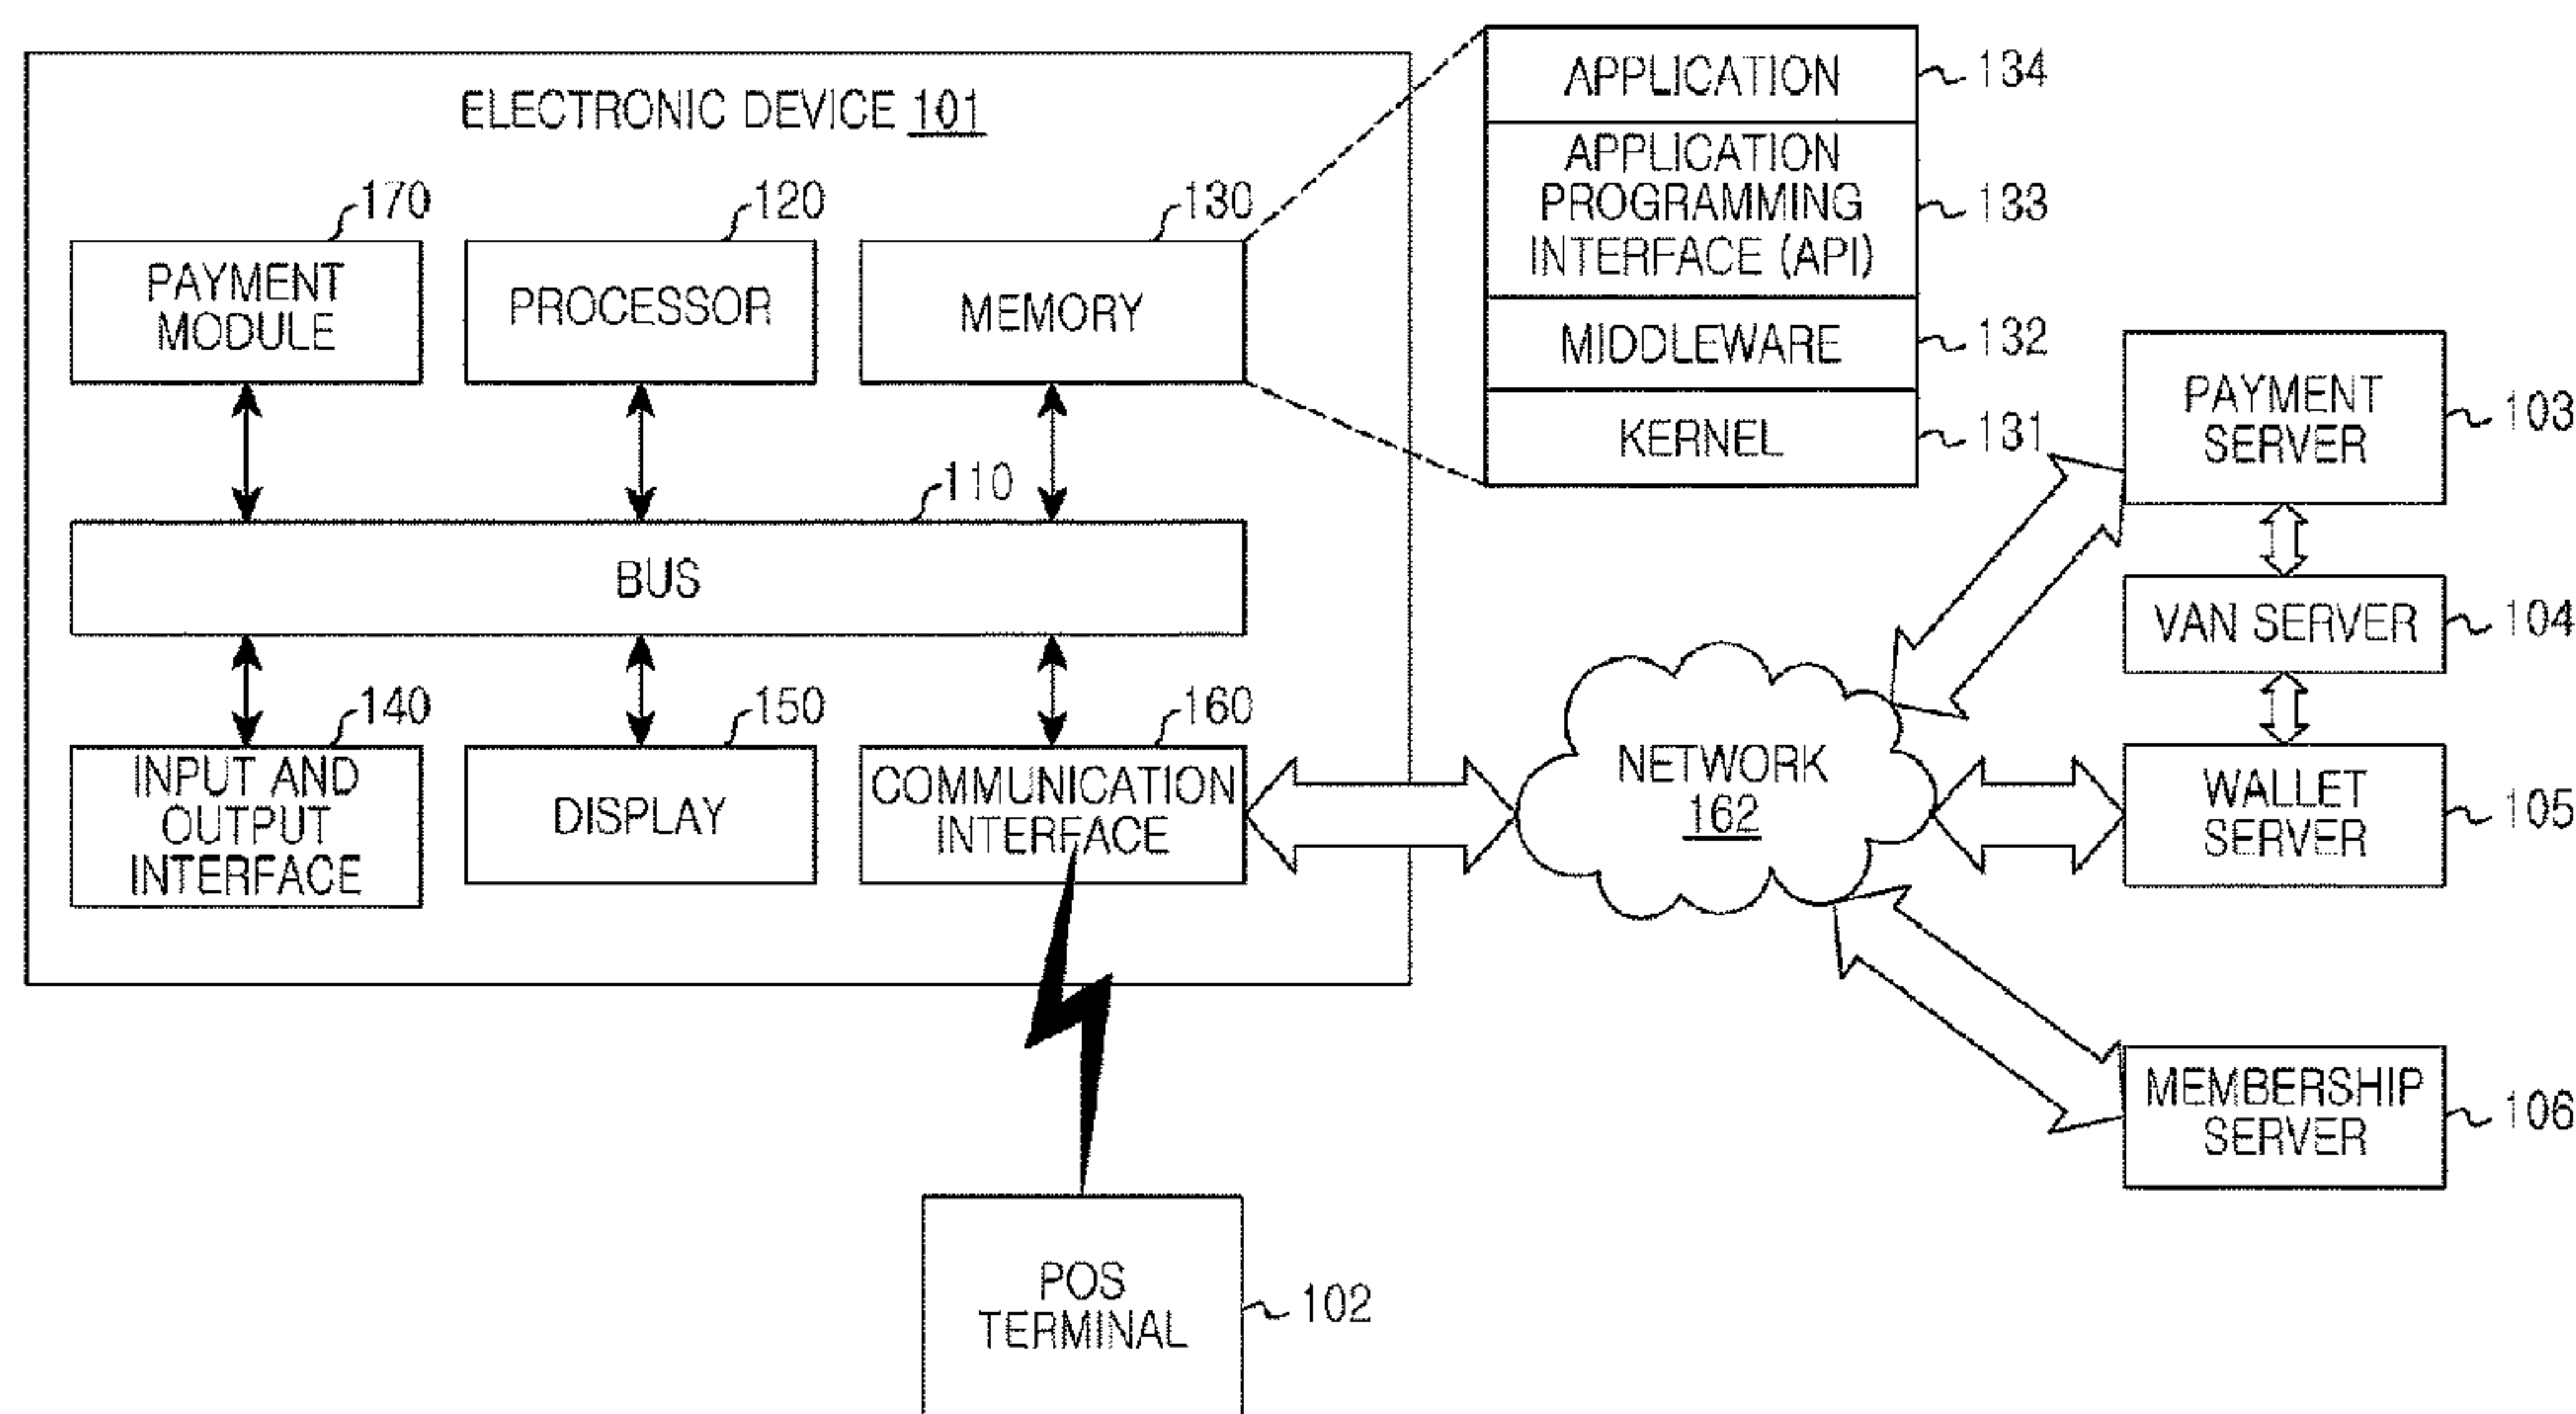 ELECTRONIC DEVICE 101
170
120
130
PAYMENT
MODULE
PROCESSOR
MEMORY
110
BUS
140
150
160
INPUT AND
OUTPUT
INTERFACE
DISPLAY
COMMUNICATION
INTERFACE
APPLICATION
134
APPLICATION
PROGRAMMING
INTERFACE (API)
133
MIDDLEWARE
132
KERNEL
131
NETWORK
162
PAYMENT
SERVER
103
VAN SERVER
104
WALLET
SERVER
105
MEMBERSHIP
SERVER
106
POS
TERMINAL
102